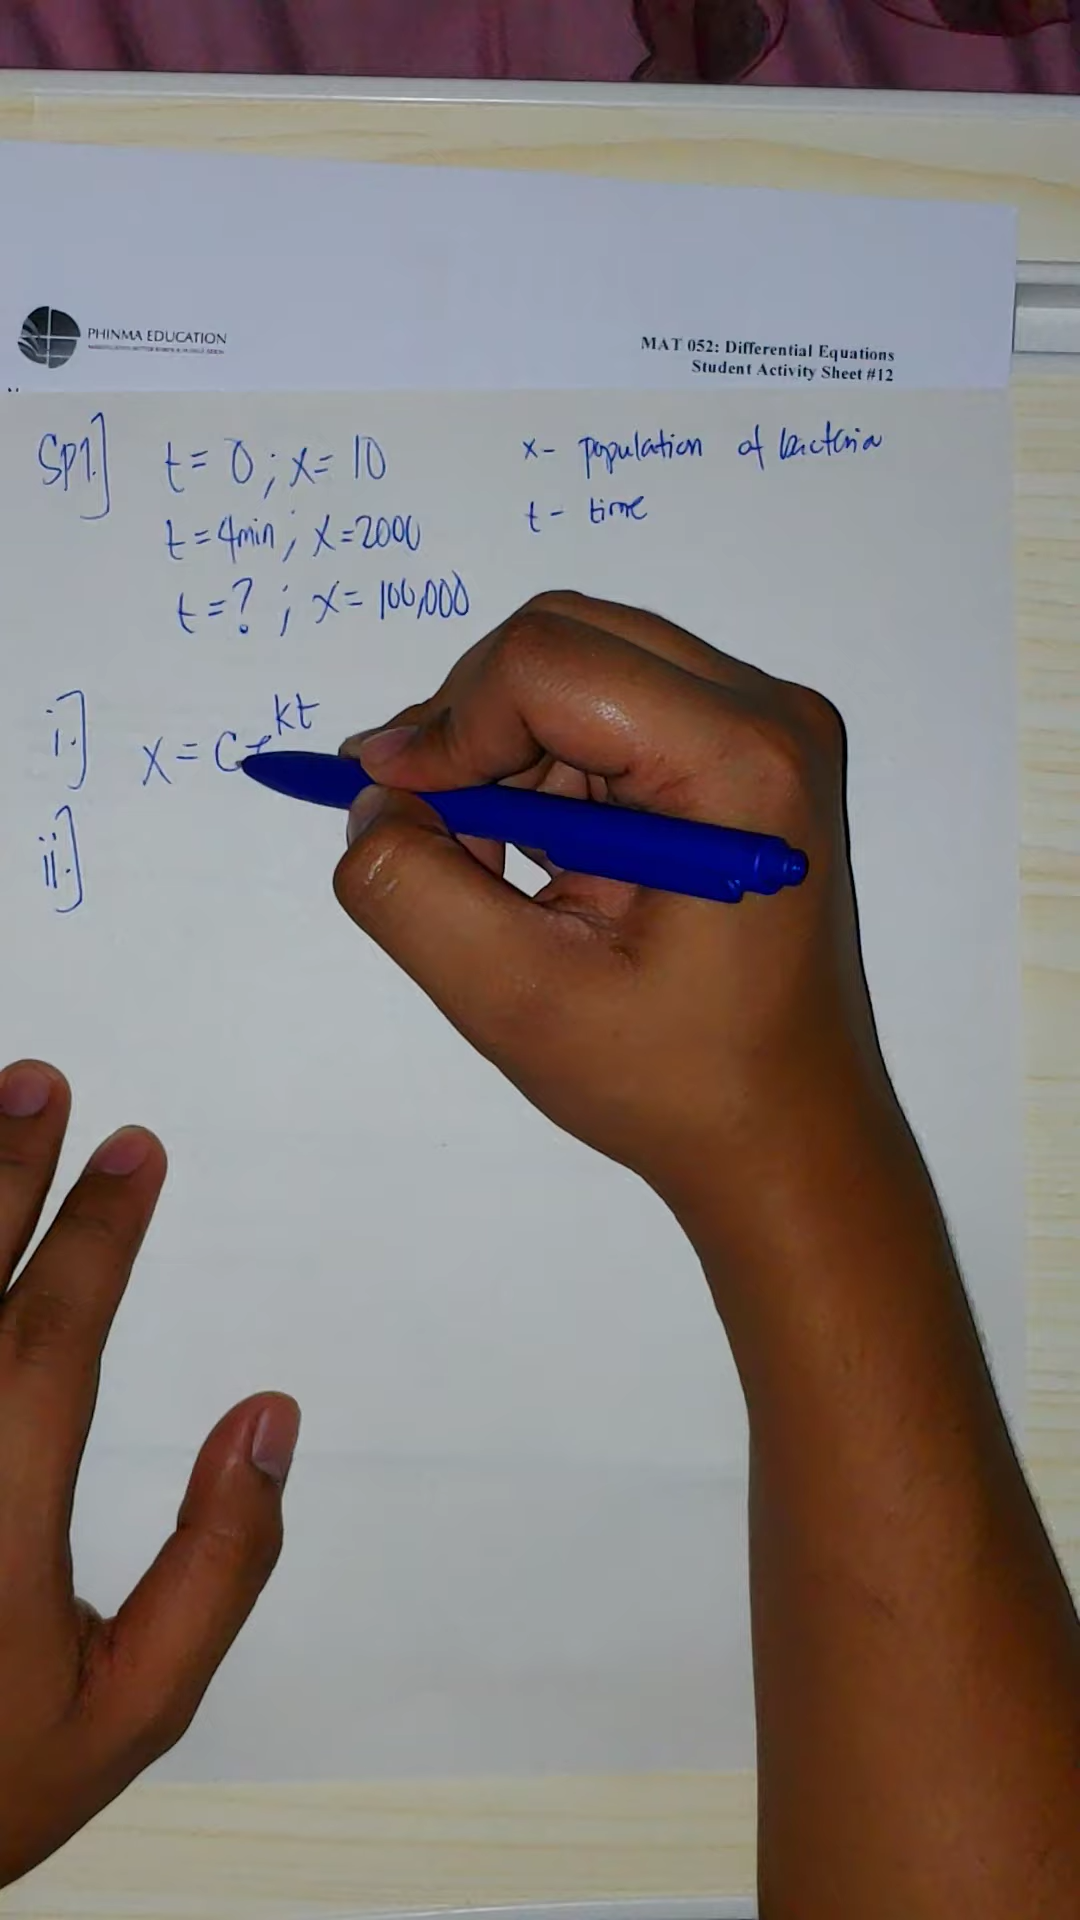 PHINMA EDUCATION
MAT 052: Differential Equations
Student Activity Sheet #12
SP1.] t = 0 ; x = 10
x - population of bacteria
t = 4min ; x = 2000
t - time
t = ? ; x = 100,000
i.] x = Ce^kt
ii.]